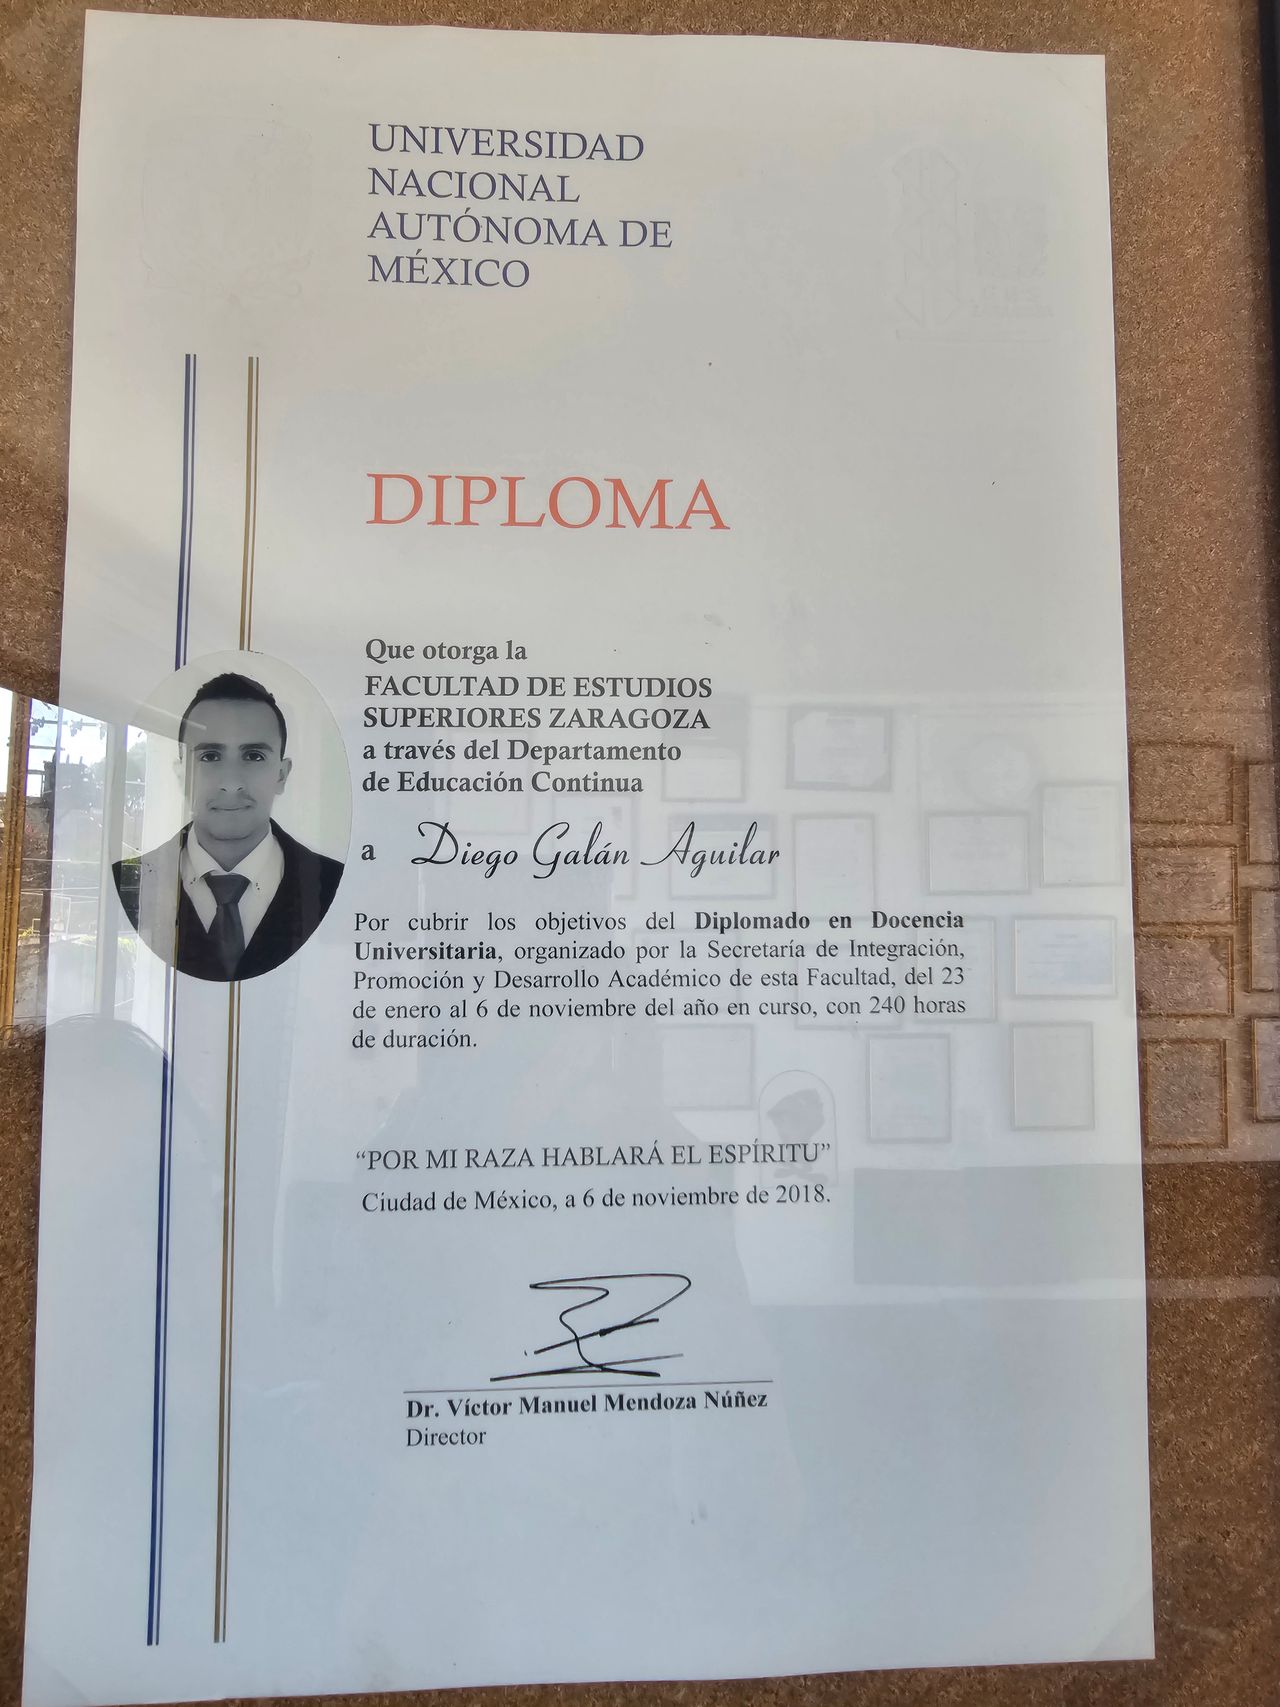 UNIVERSIDAD
NACIONAL
AUTÓNOMA DE
MÉXICO
DIPLOMA
Que otorga la
FACULTAD DE ESTUDIOS
SUPERIORES ZARAGOZA
a través del Departamento
de Educación Continua
a Diego Galán Aguilar
Por cubrir los objetivos del Diplomado en Docencia
Universitaria, organizado por la Secretaría de Integración,
Promoción y Desarrollo Académico de esta Facultad, del 23
de enero al 6 de noviembre del año en curso, con 240 horas
de duración.
“POR MI RAZA HABLARÁ EL ESPÍRITU”
Ciudad de México, a 6 de noviembre de 2018.
Dr. Víctor Manuel Mendoza Núñez
Director